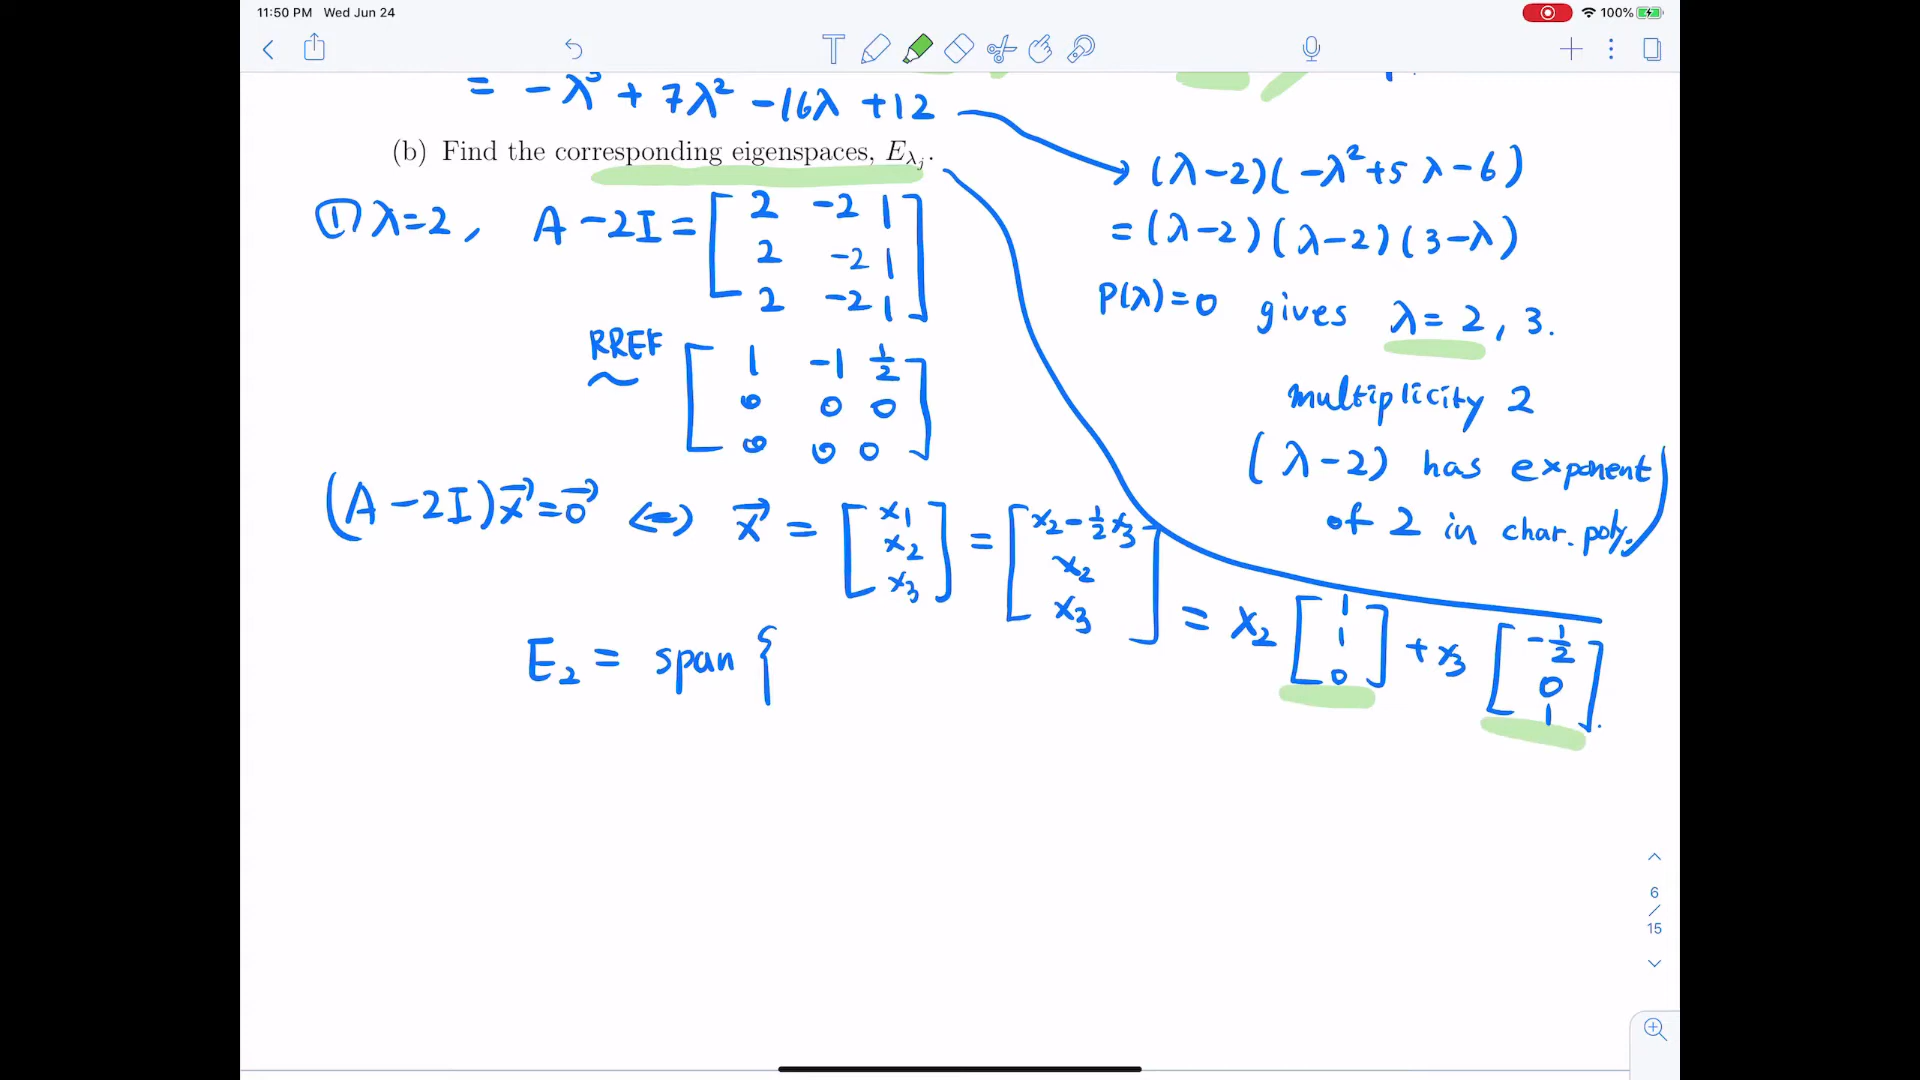 11:50 PM Wed Jun 24
100%
= -λ³ + 7λ² -16λ +12
(b) Find the corresponding eigenspaces, E_λj.
→ (λ-2)(-λ²+5λ-6)
= (λ-2)(λ-2)(3-λ)
P(λ)=0 gives λ= 2, 3.
multiplicity 2
(λ-2) has exponent
of 2 in char. poly.)
① λ=2, A-2I = [2 -2 1
2 -2 1
2 -2 1]
RREF
~ [1 -1 1/2
0 0 0
0 0 0]
(A-2I)x⃗=0⃗ ⟺ x⃗ = [x₁ x₂ x₃] = [x₂-½x₃ x₂ x₃] = x₂ [1 1 0] + x₃ [-½ 0 1].
E₂ = span {
6
/
15